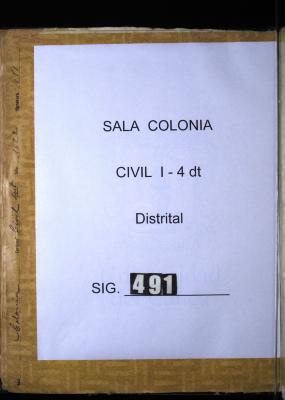 SALA COLONIA
CIVIL I - 4 dt
Distrital
SIG. 491